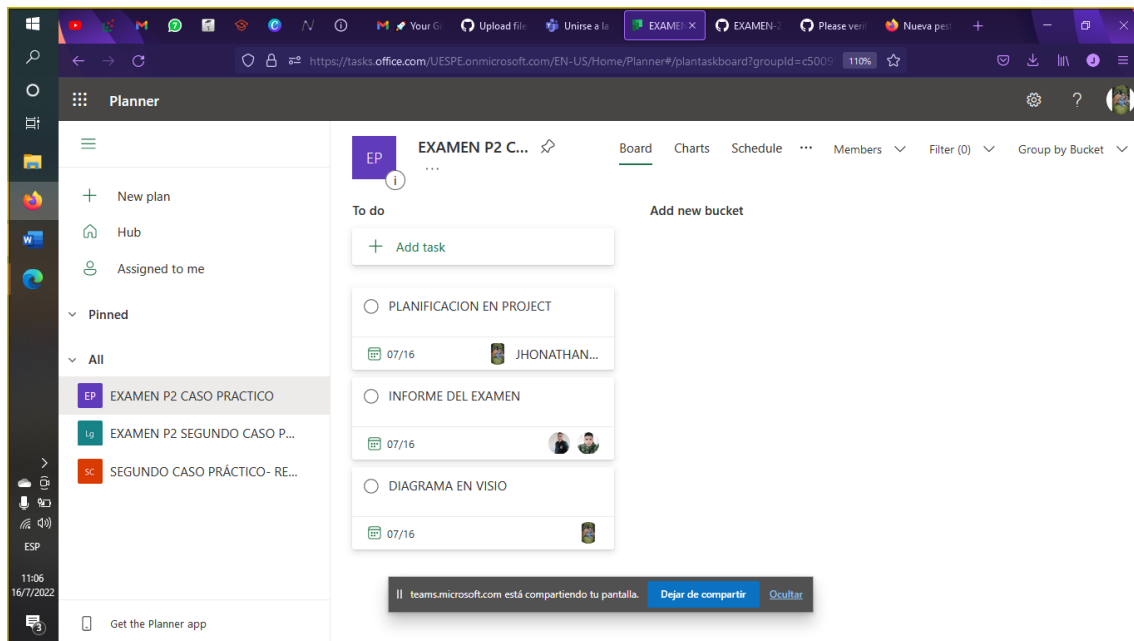 Your Gi
Upload file
Unirse a la
EXAMEN
EXAMEN-2
Please verif
Nueva pest
https://tasks.office.com/UESPE.onmicrosoft.com/EN-US/Home/Planner#/plantaskboard?groupId=c5009
110%
J
Planner
?
New plan
Hub
Assigned to me
Pinned
All
EP EXAMEN P2 CASO PRACTICO
Lg EXAMEN P2 SEGUNDO CASO P...
SC SEGUNDO CASO PRÁCTICO- RE...
Get the Planner app
EP
EXAMEN P2 C...
...
Board Charts Schedule ... Members Filter (0) Group by Bucket
To do
Add new bucket
+ Add task
PLANIFICACION EN PROJECT
07/16 JHONATHAN...
INFORME DEL EXAMEN
07/16
DIAGRAMA EN VISIO
07/16
teams.microsoft.com está compartiendo tu pantalla. Dejar de compartir Ocultar
ESP
11:06
16/7/2022
3